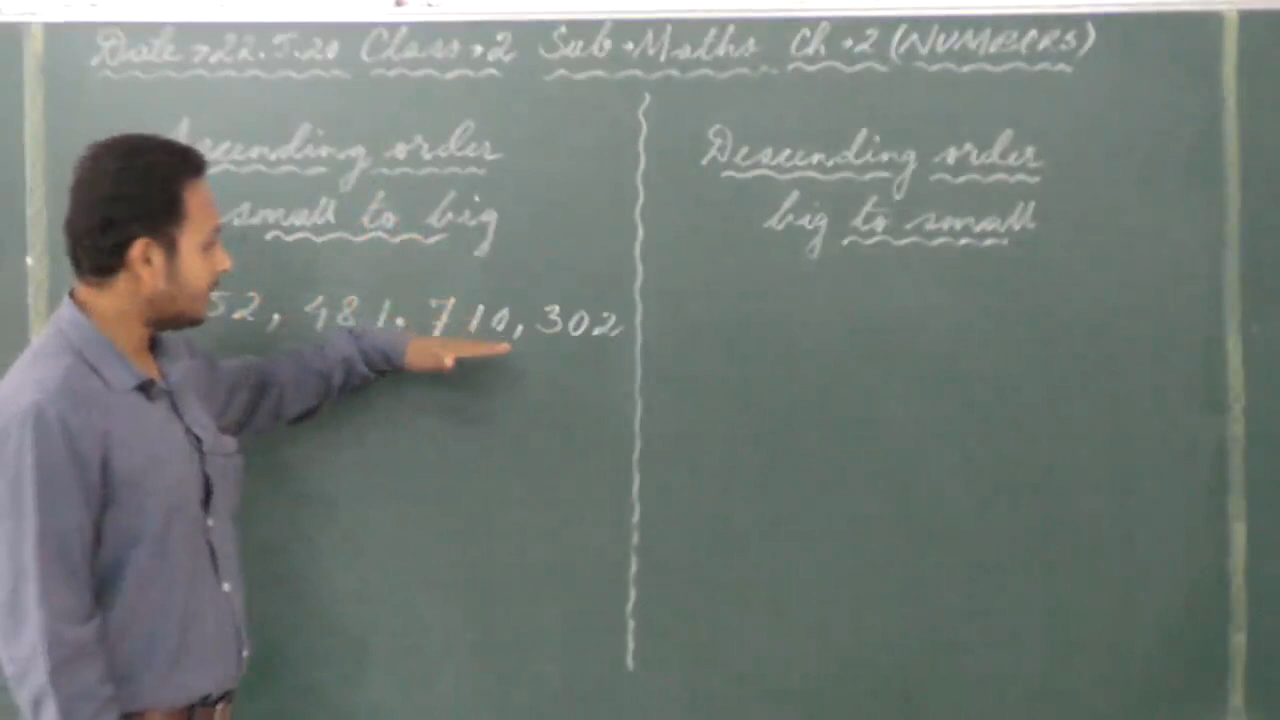 Date → 22.5.20 Class → 2 Sub → Maths Ch → 2 (NUMBERS)
Ascending order
small to big
52, 481, 710, 302
Descending order
big to small